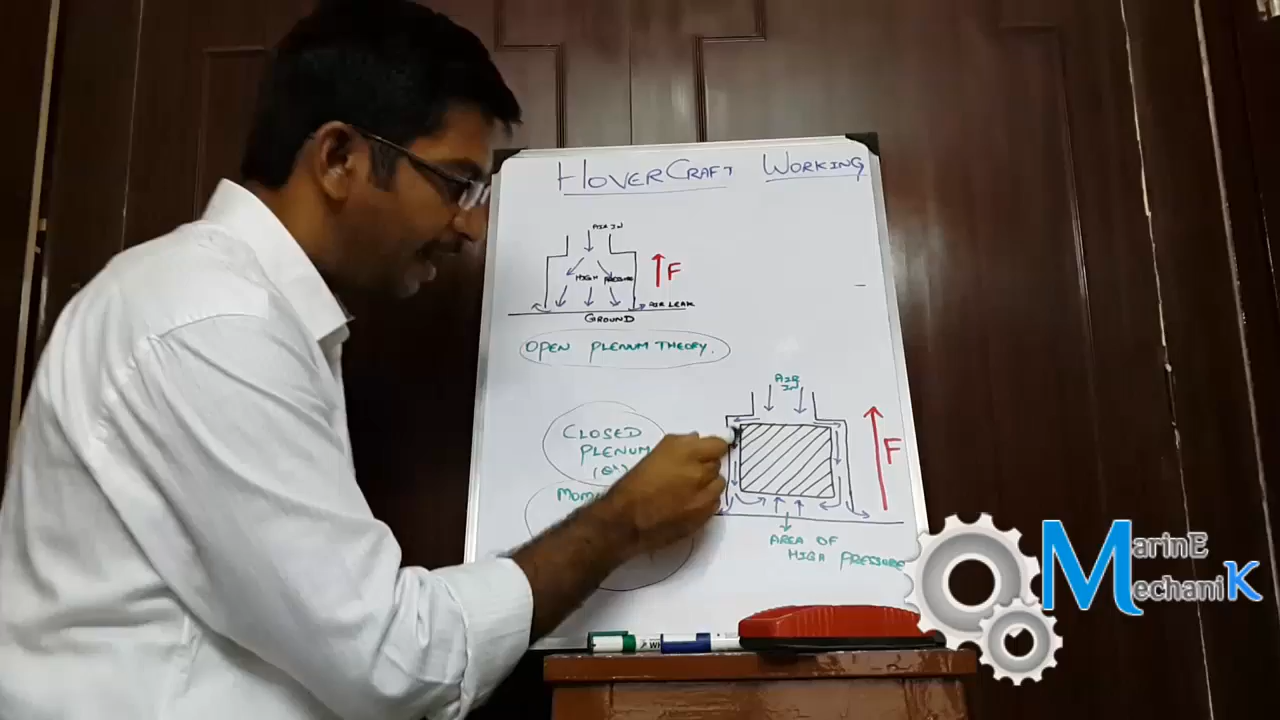 HOVERCRAFT WORKING
AIR IN
HIGH PRESSURE
F
AIR LEAK
GROUND
OPEN PLENUM THEORY.
AIR
IN
CLOSED
PLENUM
(OR)
F
AREA OF
HIGH PRESSURE
MarinE
MechaniK